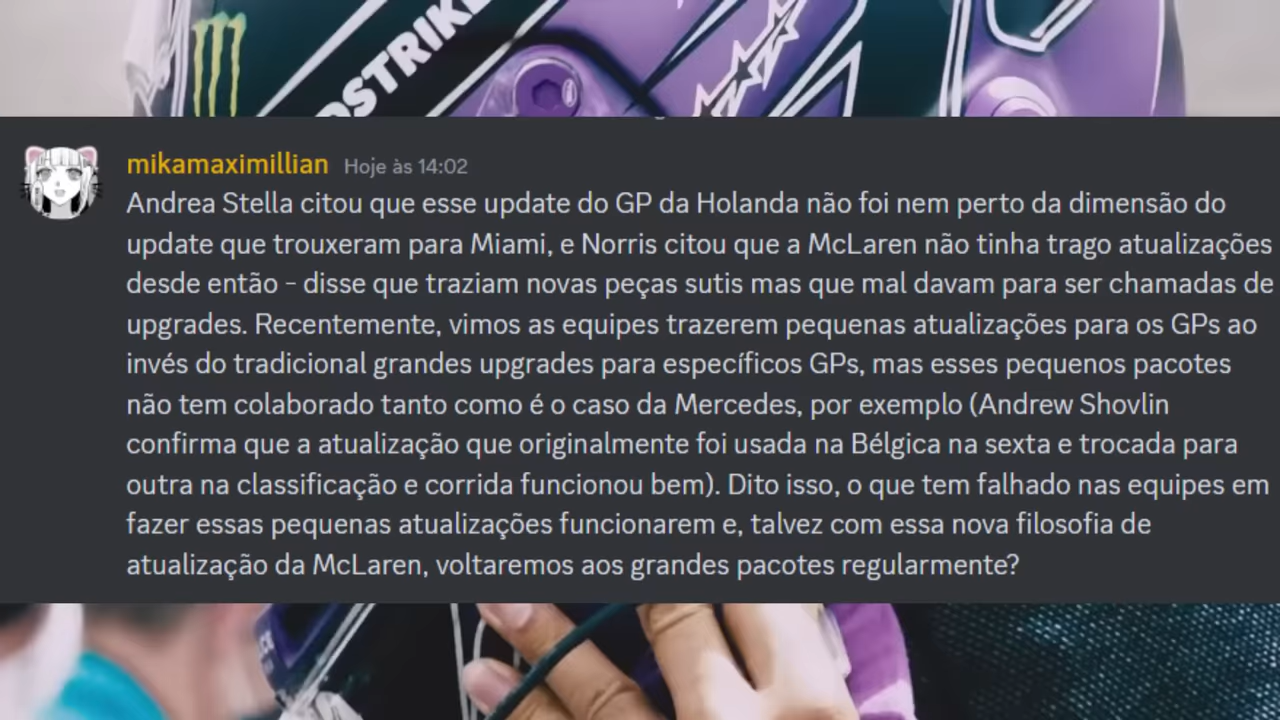 OSTRIKE
mikamaximillian Hoje às 14:02
Andrea Stella citou que esse update do GP da Holanda não foi nem perto da dimensão do
update que trouxeram para Miami, e Norris citou que a McLaren não tinha trago atualizações
desde então - disse que traziam novas peças sutis mas que mal davam para ser chamadas de
upgrades. Recentemente, vimos as equipes trazerem pequenas atualizações para os GPs ao
invés do tradicional grandes upgrades para específicos GPs, mas esses pequenos pacotes
não tem colaborado tanto como é o caso da Mercedes, por exemplo (Andrew Shovlin
confirma que a atualização que originalmente foi usada na Bélgica na sexta e trocada para
outra na classificação e corrida funcionou bem). Dito isso, o que tem falhado nas equipes em
fazer essas pequenas atualizações funcionarem e, talvez com essa nova filosofia de
atualização da McLaren, voltaremos aos grandes pacotes regularmente?